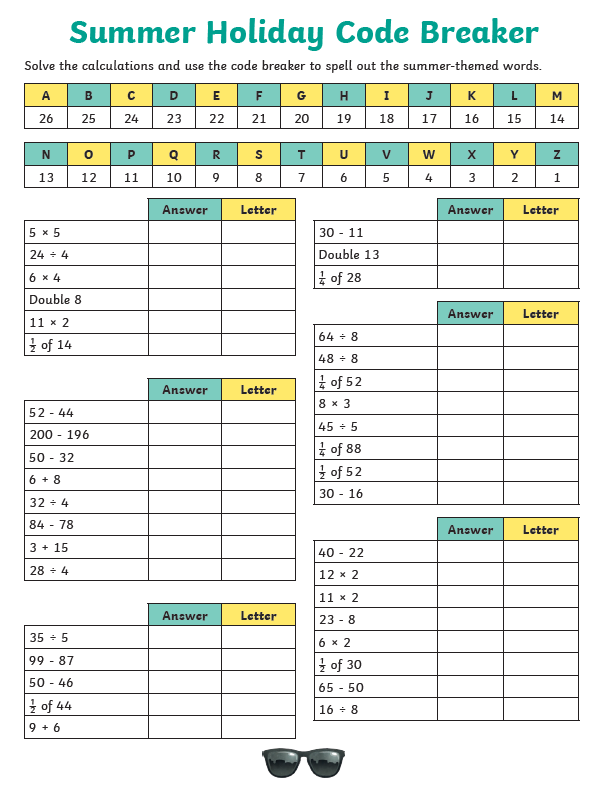 Summer Holiday Code Breaker
Solve the calculations and use the code breaker to spell out the summer-themed words.
A B C D E F G H I J K L M
26 25 24 23 22 21 20 19 18 17 16 15 14
N O P Q R S T U V W X Y Z
13 12 11 10 9 8 7 6 5 4 3 2 1
Answer Letter
5 × 5
24 ÷ 4
6 × 4
Double 8
11 × 2
1/2 of 14
Answer Letter
52 - 44
200 - 196
50 - 32
6 + 8
32 ÷ 4
84 - 78
3 + 15
28 ÷ 4
Answer Letter
35 ÷ 5
99 - 87
50 - 46
1/2 of 44
9 + 6
Answer Letter
30 - 11
Double 13
1/4 of 28
Answer Letter
64 ÷ 8
48 ÷ 8
1/4 of 52
8 × 3
45 ÷ 5
1/4 of 88
1/2 of 52
30 - 16
Answer Letter
40 - 22
12 × 2
11 × 2
23 - 8
6 × 2
1/2 of 30
65 - 50
16 ÷ 8